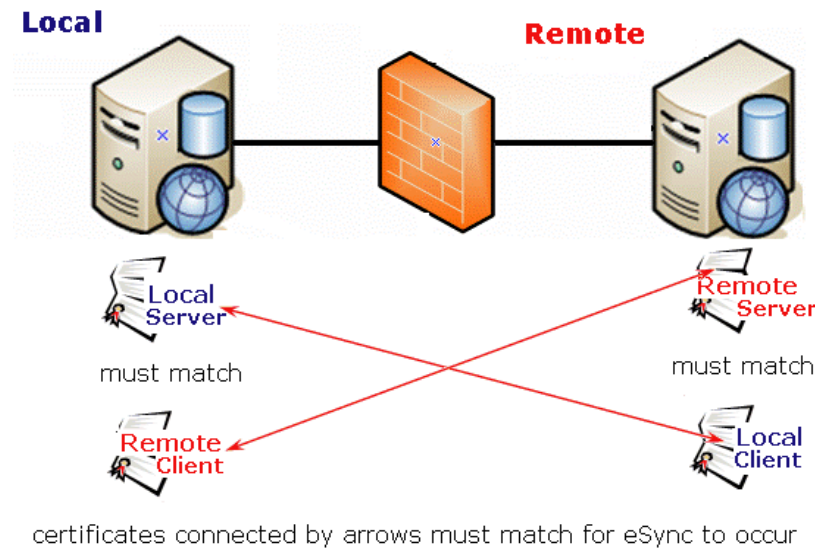 Local
Remote
Local
Server
Remote
Server
must match
must match
Remote
Client
Local
Client
certificates connected by arrows must match for eSync to occur